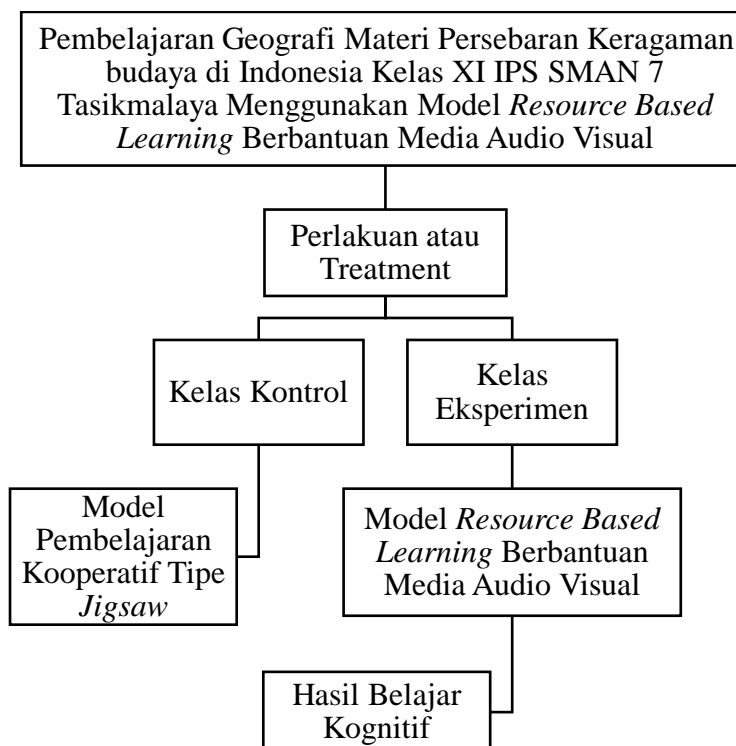 Pembelajaran Geografi Materi Persebaran Keragaman
budaya di Indonesia Kelas XI IPS SMAN 7
Tasikmalaya Menggunakan Model Resource Based
Learning Berbantuan Media Audio Visual
Perlakuan atau
Treatment
Kelas Kontrol
Kelas
Eksperimen
Model
Pembelajaran
Kooperatif Tipe
Jigsaw
Model Resource Based
Learning Berbantuan
Media Audio Visual
Hasil Belajar
Kognitif